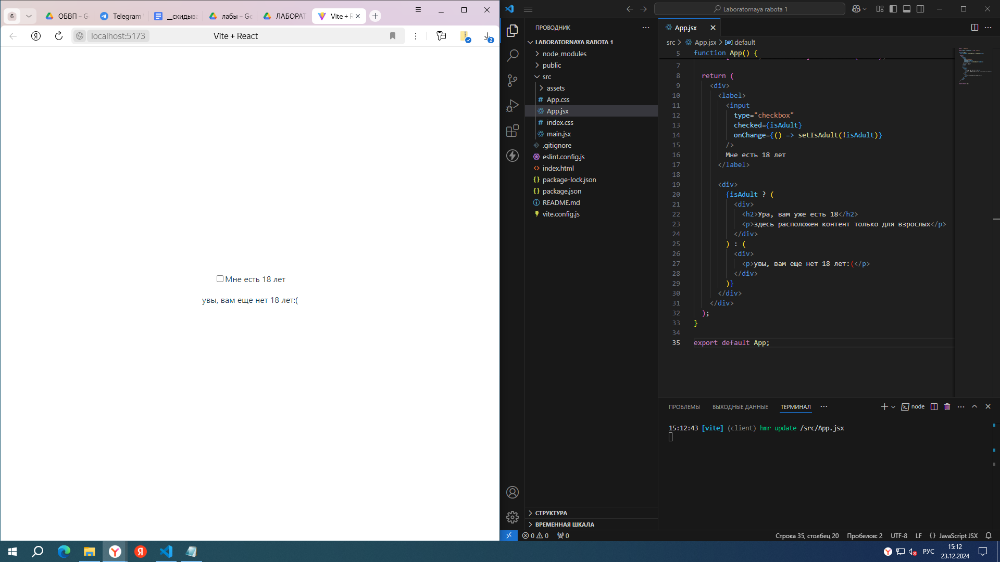 6
ОБВП – G
Telegram
__скидыва
лабы – Go
ЛАБОРАТ
Vite + R
localhost:5173
Vite + React
2
Мне есть 18 лет
увы, вам еще нет 18 лет:(
Laboratornaya rabota 1
ПРОВОДНИК
LABORATORNAYA RABOTA 1
node_modules
public
src
assets
App.css
App.jsx
index.css
main.jsx
.gitignore
eslint.config.js
index.html
package-lock.json
package.json
README.md
vite.config.js
СТРУКТУРА
ВРЕМЕННАЯ ШКАЛА
App.jsx
src > App.jsx > default
5 function App() {
7
8 return (
9 <div>
10 <label>
11 <input
12 type="checkbox"
13 checked={isAdult}
14 onChange={() => setIsAdult(!isAdult)}
15 />
16 Мне есть 18 лет
17 </label>
18
19 <div>
20 {isAdult ? (
21 <div>
22 <h2>Ура, вам уже есть 18</h2>
23 <p>здесь расположен контент только для взрослых</p>
24 </div>
25 ) : (
26 <div>
27 <p>увы, вам еще нет 18 лет:(</p>
28 </div>
29 )}
30 </div>
31 </div>
32 );
33 }
34
35 export default App;
ПРОБЛЕМЫ ВЫХОДНЫЕ ДАННЫЕ ТЕРМИНАЛ
node
15:12:43 [vite] (client) hmr update /src/App.jsx
0 0 0
Строка 35, столбец 20 Пробелов: 2 UTF-8 LF {} JavaScript JSX
РУС
15:12
23.12.2024